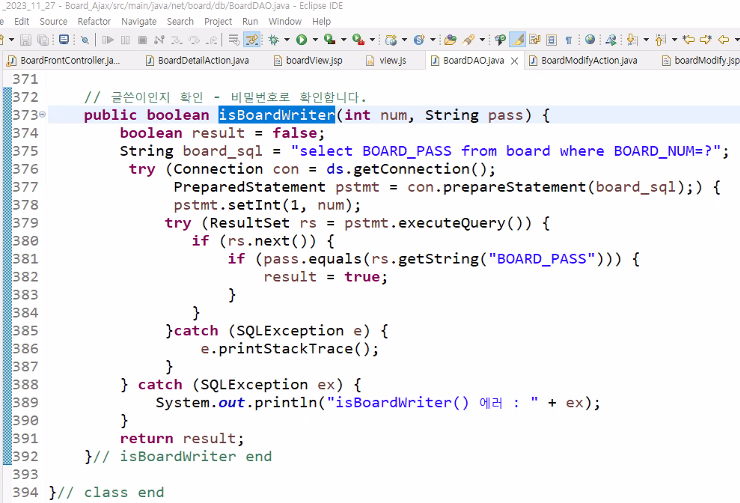 _2023_11_27 - Board_Ajax/src/main/java/net/board/db/BoardDAO.java - Eclipse IDE
Edit Source Refactor Navigate Search Project Run Window Help
BoardFrontController.ja... BoardDetailAction.java boardView.jsp view.js BoardDAO.java BoardModifyAction.java boardModify.jsp
371
372 // 글쓴이인지 확인 - 비밀번호로 확인합니다.
373 public boolean isBoardWriter(int num, String pass) {
374 boolean result = false;
375 String board_sql = "select BOARD_PASS from board where BOARD_NUM=?";
376 try (Connection con = ds.getConnection();
377 PreparedStatement pstmt = con.prepareStatement(board_sql);) {
378 pstmt.setInt(1, num);
379 try (ResultSet rs = pstmt.executeQuery()) {
380 if (rs.next()) {
381 if (pass.equals(rs.getString("BOARD_PASS"))) {
382 result = true;
383 }
384 }
385 }catch (SQLException e) {
386 e.printStackTrace();
387 }
388 } catch (SQLException ex) {
389 System.out.println("isBoardWriter() 에러 : " + ex);
390 }
391 return result;
392 }// isBoardWriter end
393
394 }// class end